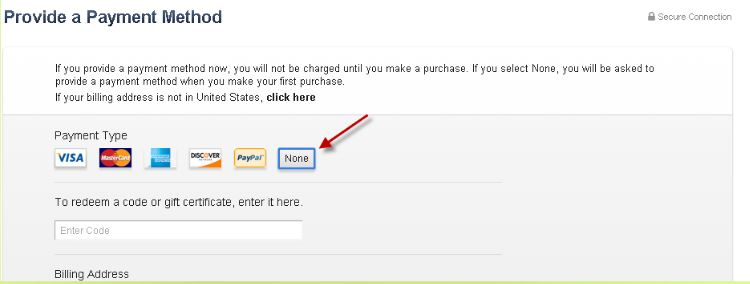 Provide a Payment Method
Secure Connection
If you provide a payment method now, you will not be charged until you make a purchase. If you select None, you will be asked to
provide a payment method when you make your first purchase.
If your billing address is not in United States, click here
Payment Type
VISA MasterCard AMERICAN EXPRESS DISCOVER PayPal None
To redeem a code or gift certificate, enter it here.
Enter Code
Billing Address